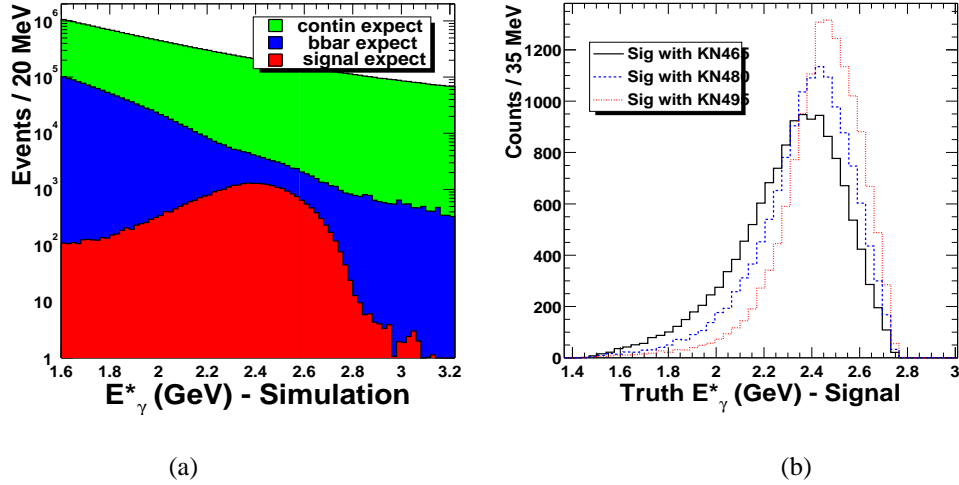 Events / 20 MeV
10^6
10^5
10^4
10^3
10^2
10
1
contin expect
bbar expect
signal expect
1.6 1.8 2 2.2 2.4 2.6 2.8 3 3.2
E*γ (GeV) - Simulation
(a)
Counts / 35 MeV
1200
1000
800
600
400
200
0
Sig with KN465
Sig with KN480
Sig with KN495
1.4 1.6 1.8 2 2.2 2.4 2.6 2.8 3
Truth E*γ (GeV) - Signal
(b)